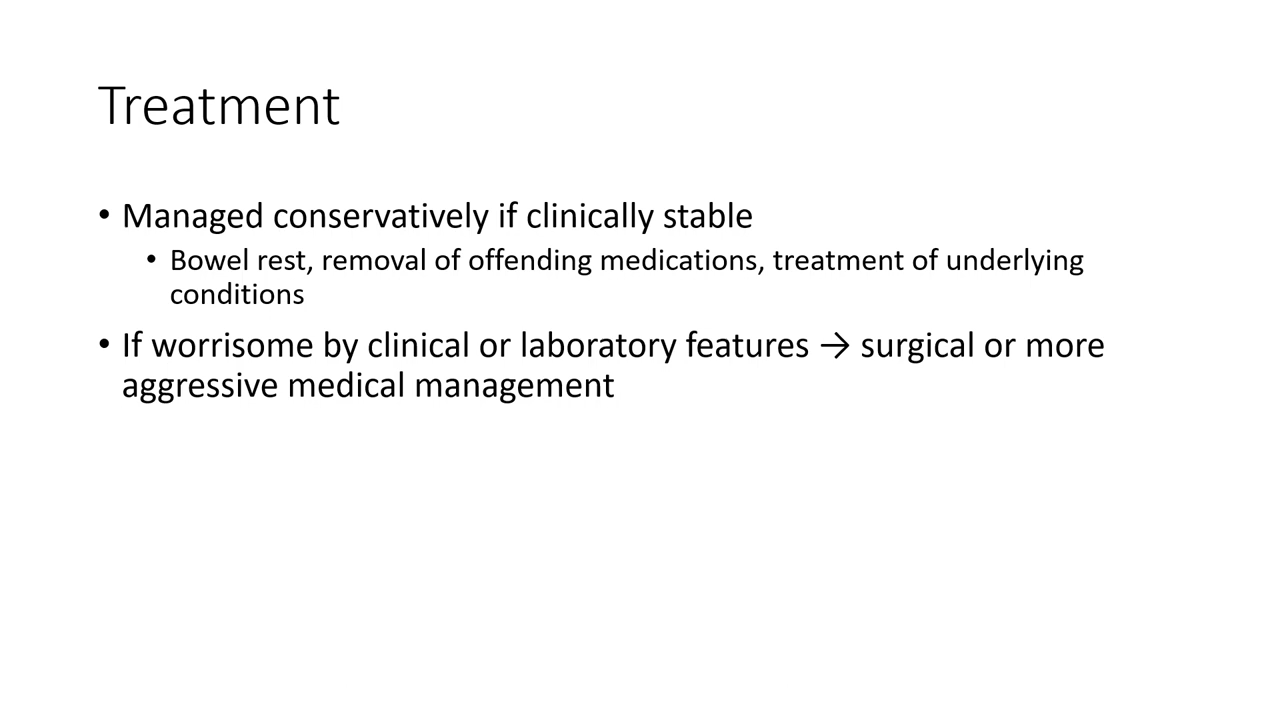 Treatment
• Managed conservatively if clinically stable
• Bowel rest, removal of offending medications, treatment of underlying
conditions
• If worrisome by clinical or laboratory features → surgical or more
aggressive medical management